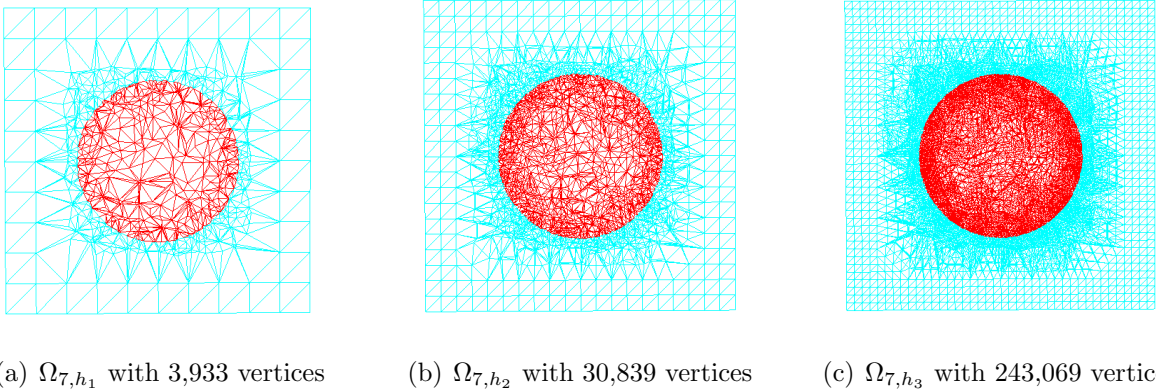 a) Ω7,h1 with 3,933 vertices
(b) Ω7,h2 with 30,839 vertices
(c) Ω7,h3 with 243,069 vertic